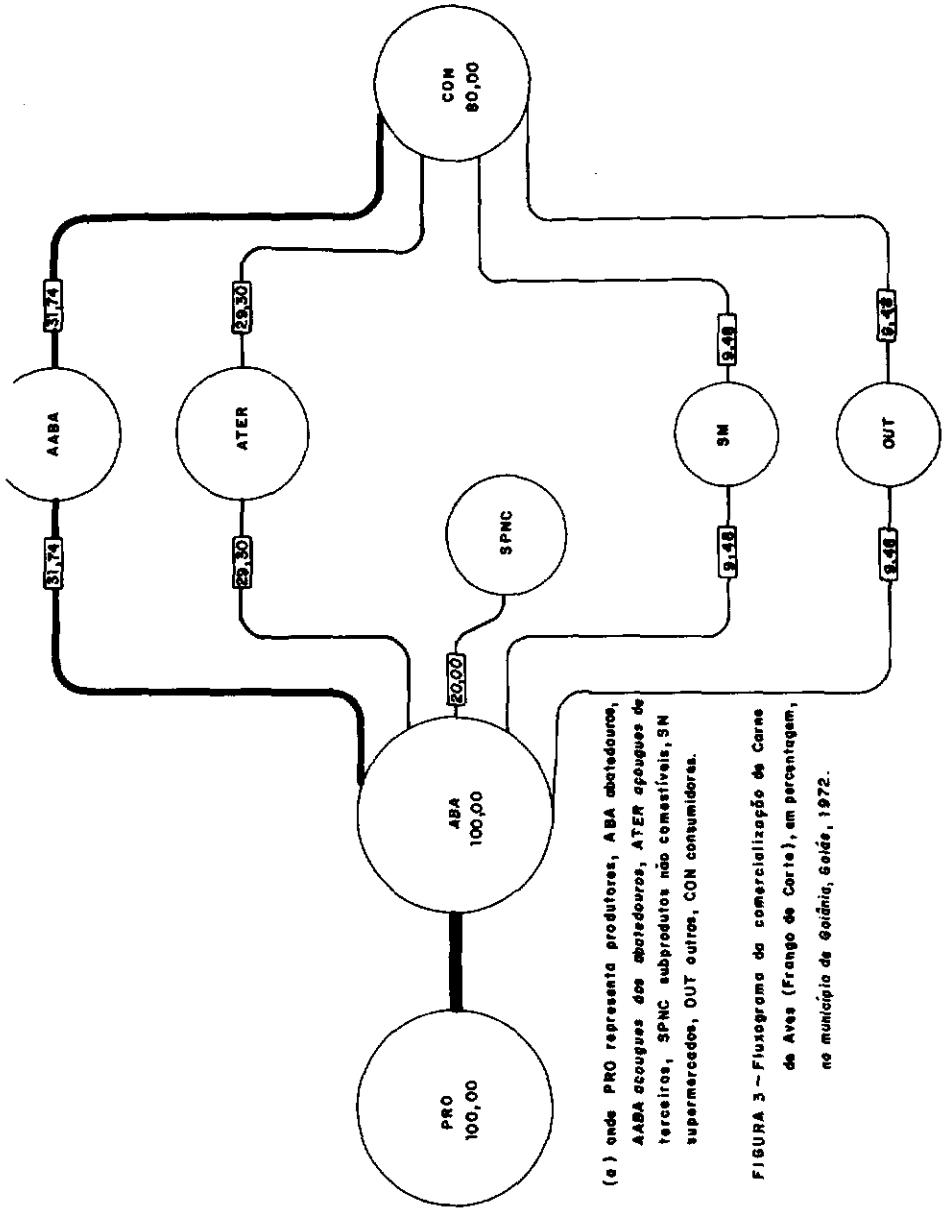 PRO
100,00
ABA
100,00
31,74
AABA
31,74
29,30
ATER
29,30
20,00
SPNC
9,48
SM
9,48
9,48
OUT
9,48
CON
80,00
(a) onde PRO representa produtores, ABA abatedouros,
AABA açougues dos abatedouros, ATER açougues de
terceiros, SPNC subprodutos não comestíveis, SM
supermercados, OUT outros, CON consumidores.
FIGURA 3 - Fluxograma da comercialização de Carne
de Aves (Frango de Corte), em percentagem,
no município de Goiânia, Goiás, 1972.